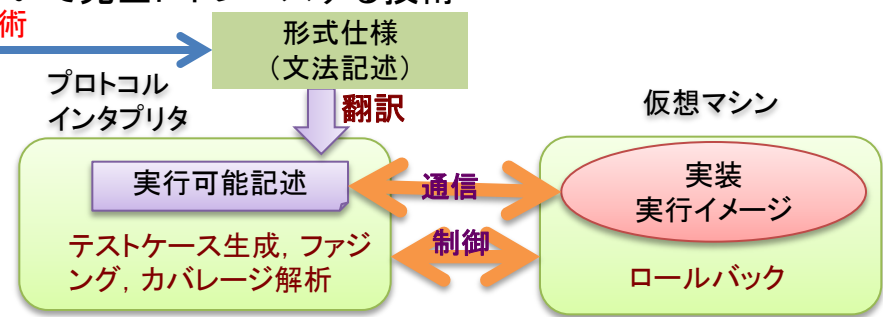 術
形式仕様
（文法記述）
プロトコル
インタプリタ
翻訳
仮想マシン
実行可能記述
通信
実装
実行イメージ
制御
テストケース生成，ファジ
ング，カバレージ解析
ロールバック